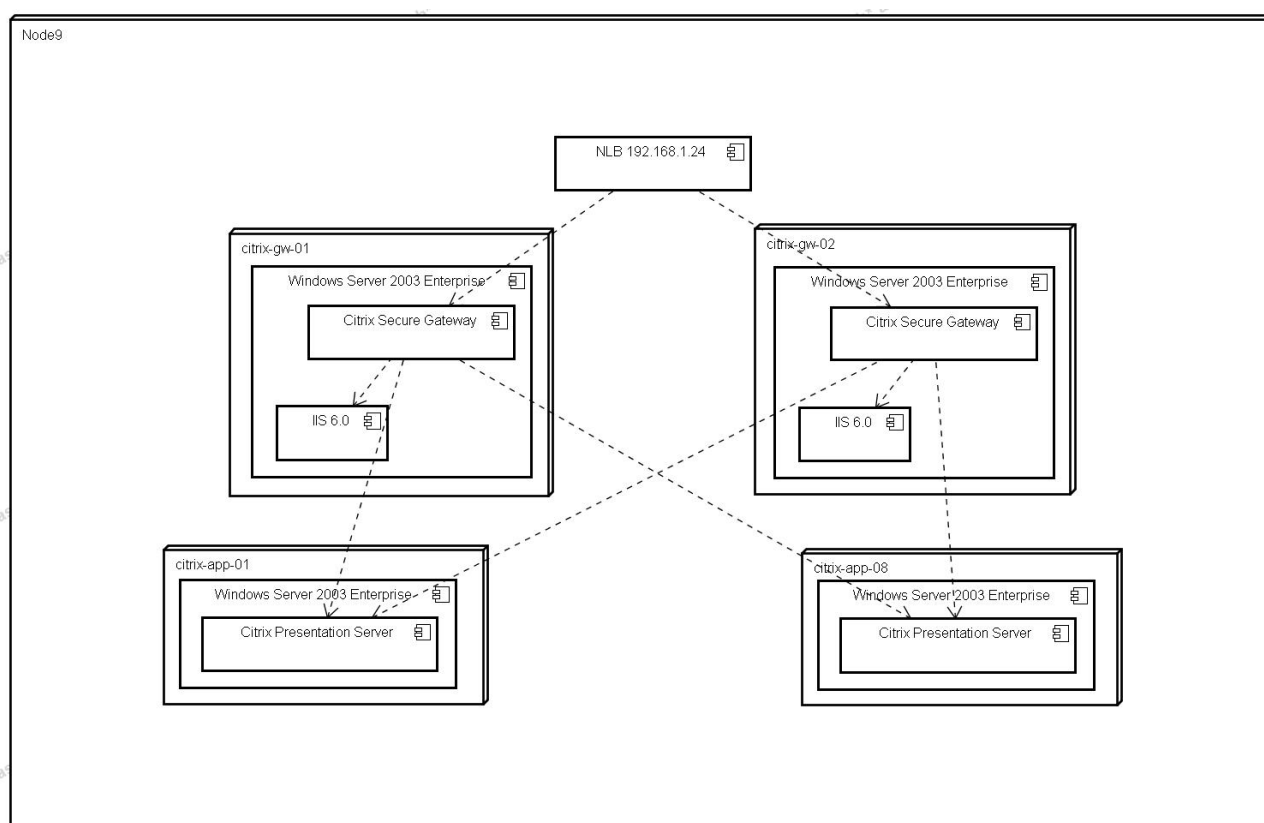 Node9
NLB 192.168.1.24
citrix-gw-01
citrix-gw-02
Windows Server 2003 Enterprise
Windows Server 2003 Enterprise
Citrix Secure Gateway
Citrix Secure Gateway
IIS 6.0
IIS 6.0
citrix-app-01
citrix-app-08
Windows Server 2003 Enterprise
Windows Server 2003 Enterprise
Citrix Presentation Server
Citrix Presentation Server